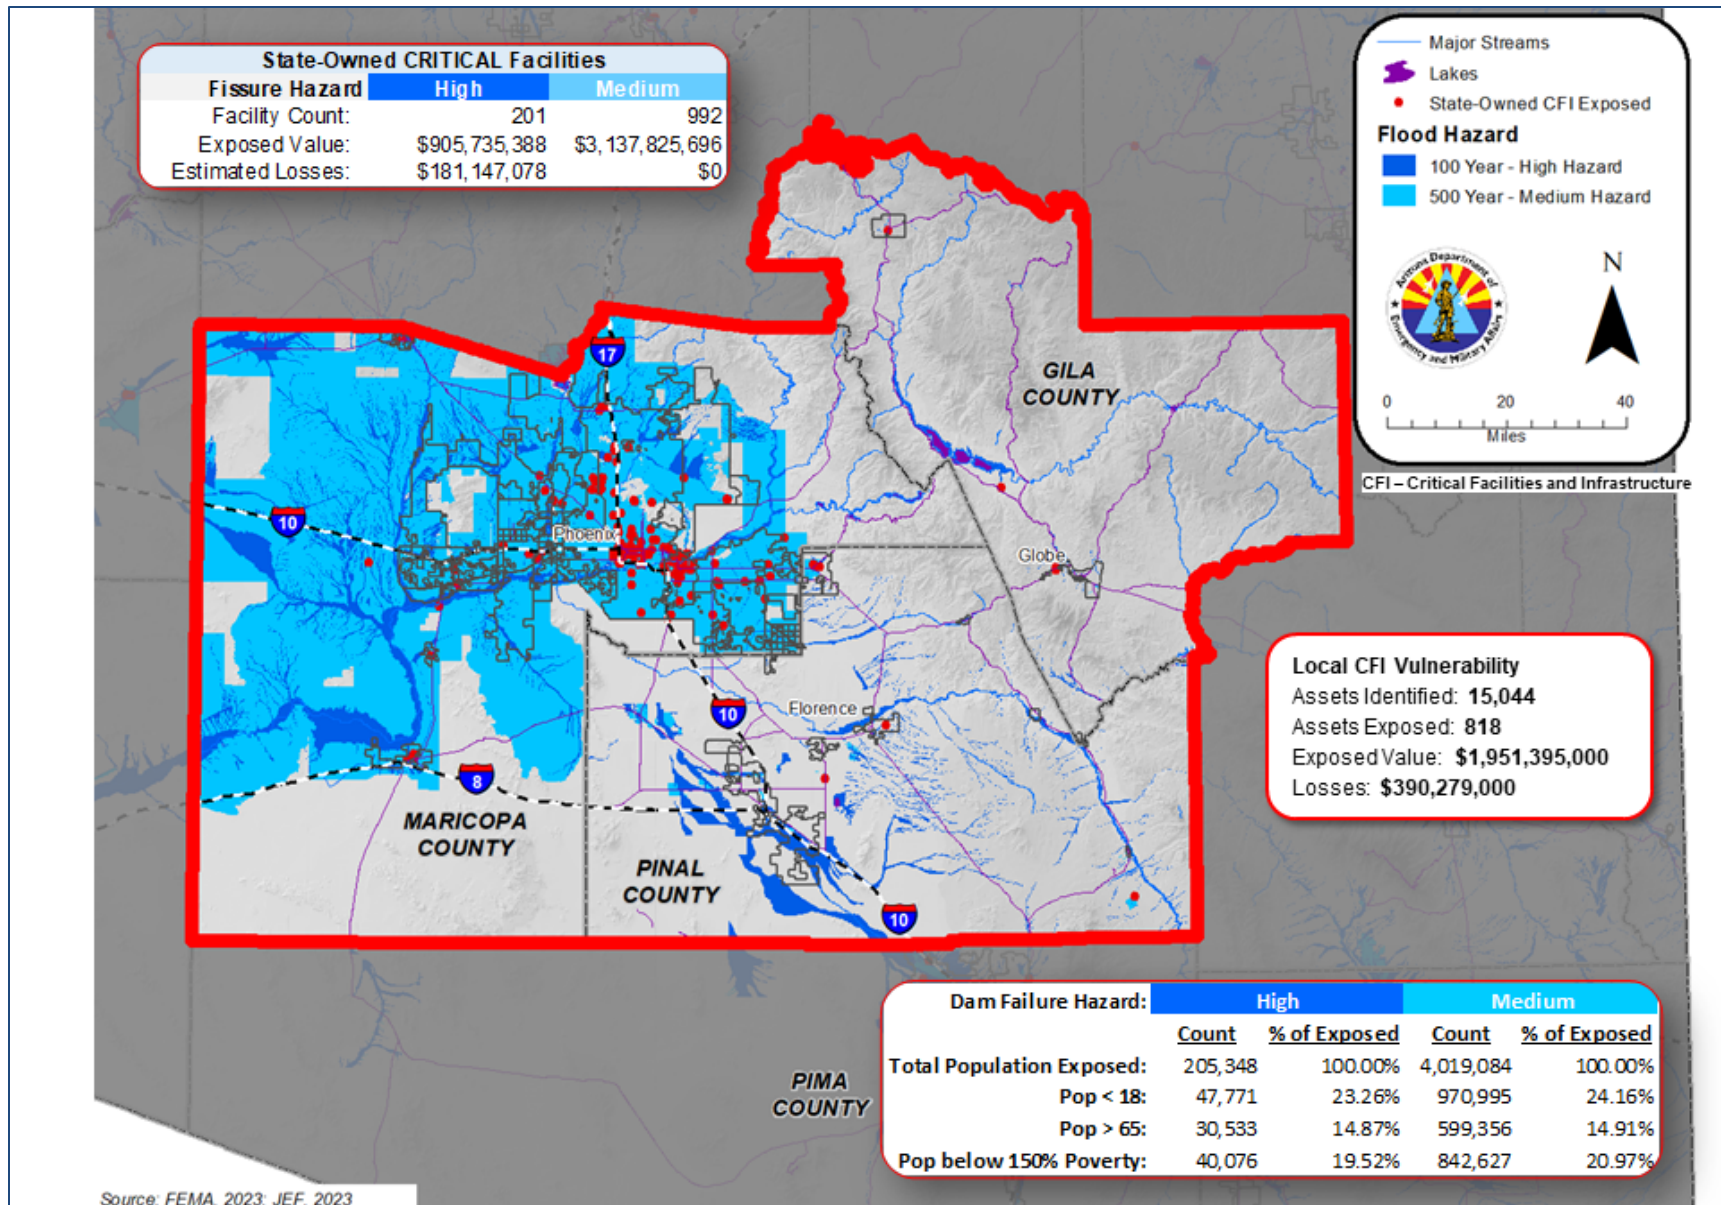 State-Owned CRITICAL Facilities
Fissure Hazard High Medium
Facility Count: 201 992
Exposed Value: $905,735,388 $3,137,825,696
Estimated Losses: $181,147,078 $0
Major Streams
Lakes
State-Owned CFI Exposed
Flood Hazard
100 Year - High Hazard
500 Year - Medium Hazard
Arizona Department of
Emergency and Military Affairs
N
0 20 40
Miles
CFI – Critical Facilities and Infrastructure
17
GILA
COUNTY
10
Phoenix
Globe
Florence
10
8
MARICOPA
COUNTY
PINAL
COUNTY
10
Local CFI Vulnerability
Assets Identified: 15,044
Assets Exposed: 818
Exposed Value: $1,951,395,000
Losses: $390,279,000
PIMA
COUNTY
Dam Failure Hazard: High Medium
Count % of Exposed Count % of Exposed
Total Population Exposed: 205,348 100.00% 4,019,084 100.00%
Pop < 18: 47,771 23.26% 970,995 24.16%
Pop > 65: 30,533 14.87% 599,356 14.91%
Pop below 150% Poverty: 40,076 19.52% 842,627 20.97%
Source: FEMA, 2023; JEF, 2023